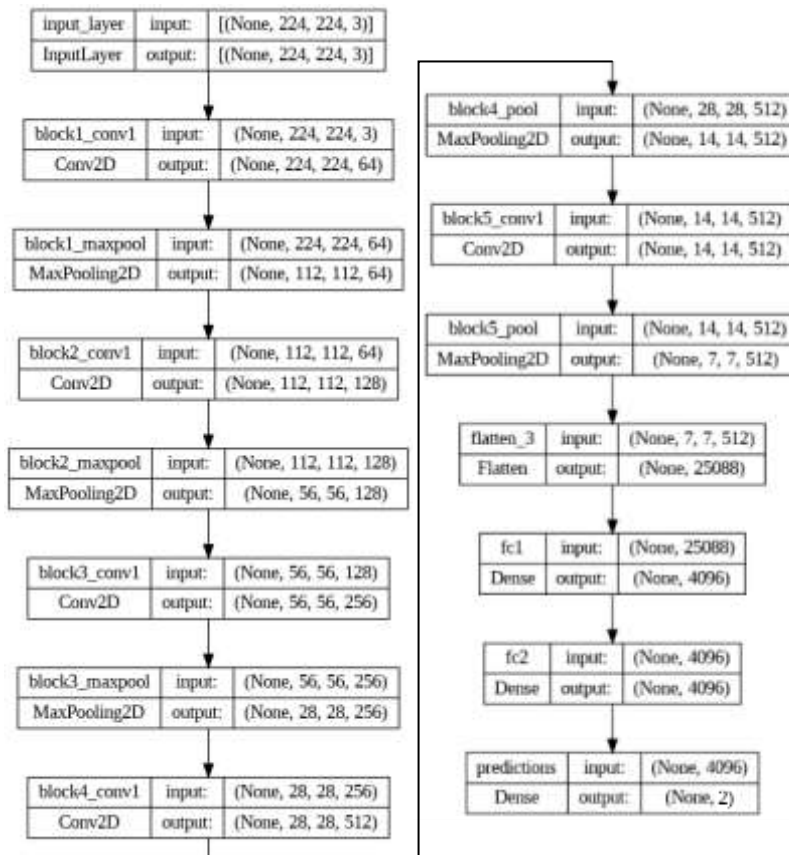 input_layer input: [(None, 224, 224, 3)]
InputLayer output: [(None, 224, 224, 3)]
block1_conv1 input: (None, 224, 224, 3)
Conv2D output: (None, 224, 224, 64)
block1_maxpool input: (None, 224, 224, 64)
MaxPooling2D output: (None, 112, 112, 64)
block2_conv1 input: (None, 112, 112, 64)
Conv2D output: (None, 112, 112, 128)
block2_maxpool input: (None, 112, 112, 128)
MaxPooling2D output: (None, 56, 56, 128)
block3_conv1 input: (None, 56, 56, 128)
Conv2D output: (None, 56, 56, 256)
block3_maxpool input: (None, 56, 56, 256)
MaxPooling2D output: (None, 28, 28, 256)
block4_conv1 input: (None, 28, 28, 256)
Conv2D output: (None, 28, 28, 512)
block4_pool input: (None, 28, 28, 512)
MaxPooling2D output: (None, 14, 14, 512)
block5_conv1 input: (None, 14, 14, 512)
Conv2D output: (None, 14, 14, 512)
block5_pool input: (None, 14, 14, 512)
MaxPooling2D output: (None, 7, 7, 512)
flatten_3 input: (None, 7, 7, 512)
Flatten output: (None, 25088)
fc1 input: (None, 25088)
Dense output: (None, 4096)
fc2 input: (None, 4096)
Dense output: (None, 4096)
predictions input: (None, 4096)
Dense output: (None, 2)